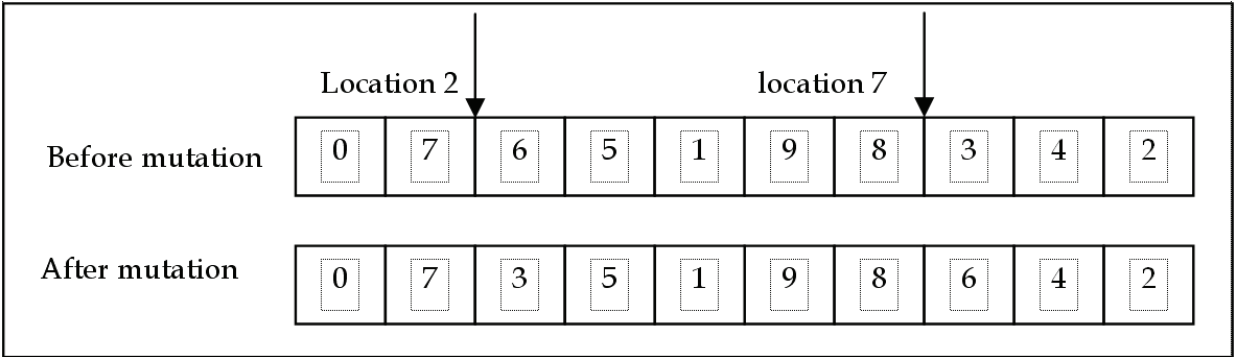 Location 2 location 7
Before mutation 0 7 6 5 1 9 8 3 4 2
After mutation 0 7 3 5 1 9 8 6 4 2